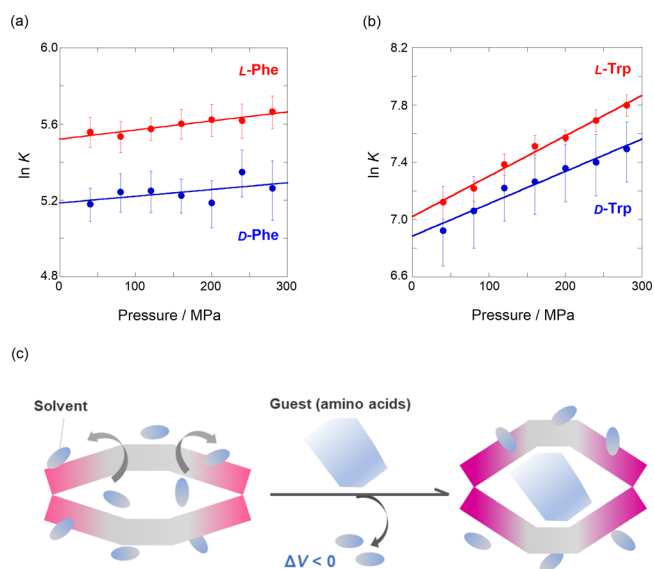 (a)
6.0
5.6
5.2
4.8
ln K
L-Phe
D-Phe
0
100
200
300
Pressure / MPa
(b)
8.2
7.8
7.4
7.0
6.6
ln K
L-Trp
D-Trp
0
100
200
300
Pressure / MPa
(c)
Solvent
Guest (amino acids)
ΔV < 0